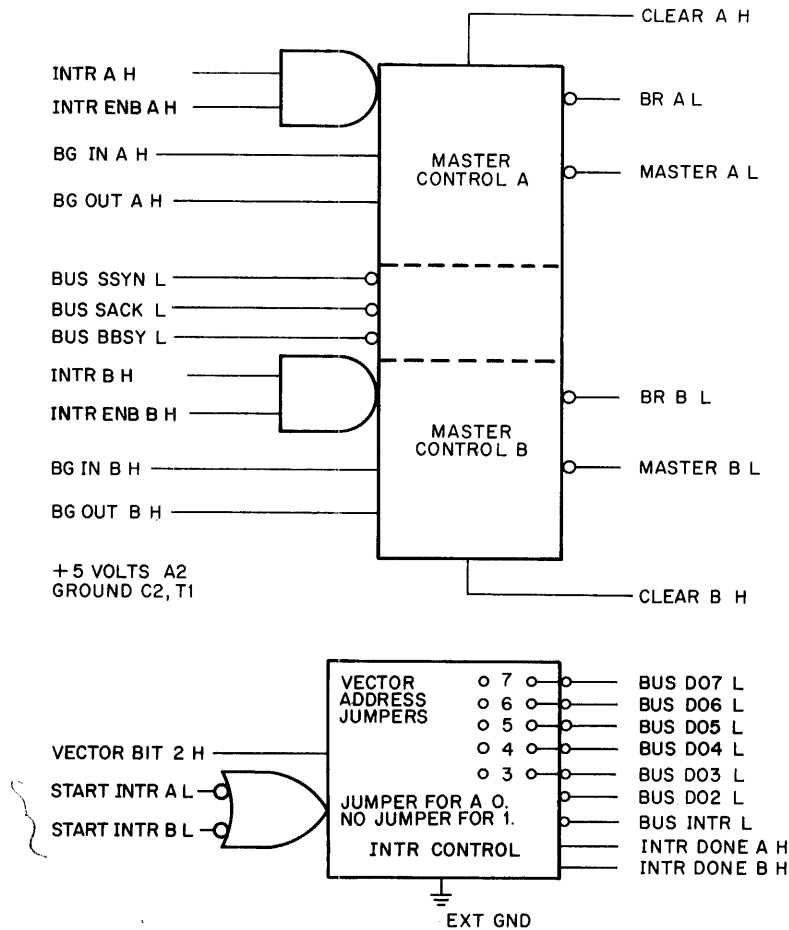 CLEAR A H
INTR A H
INTR ENB A H
BG IN A H
BG OUT A H
MASTER
CONTROL A
BR A L
MASTER A L
BUS SSYN L
BUS SACK L
BUS BBSY L
INTR B H
INTR ENB B H
BG IN B H
BG OUT B H
MASTER
CONTROL B
BR B L
MASTER B L
+5 VOLTS A2
GROUND C2, T1
CLEAR B H
VECTOR
ADDRESS
JUMPERS
7
6
5
4
3
BUS D07 L
BUS D06 L
BUS D05 L
BUS D04 L
BUS D03 L
BUS D02 L
BUS INTR L
INTR DONE A H
INTR DONE B H
VECTOR BIT 2 H
START INTR A L
START INTR B L
JUMPER FOR A 0.
NO JUMPER FOR 1.
INTR CONTROL
EXT GND